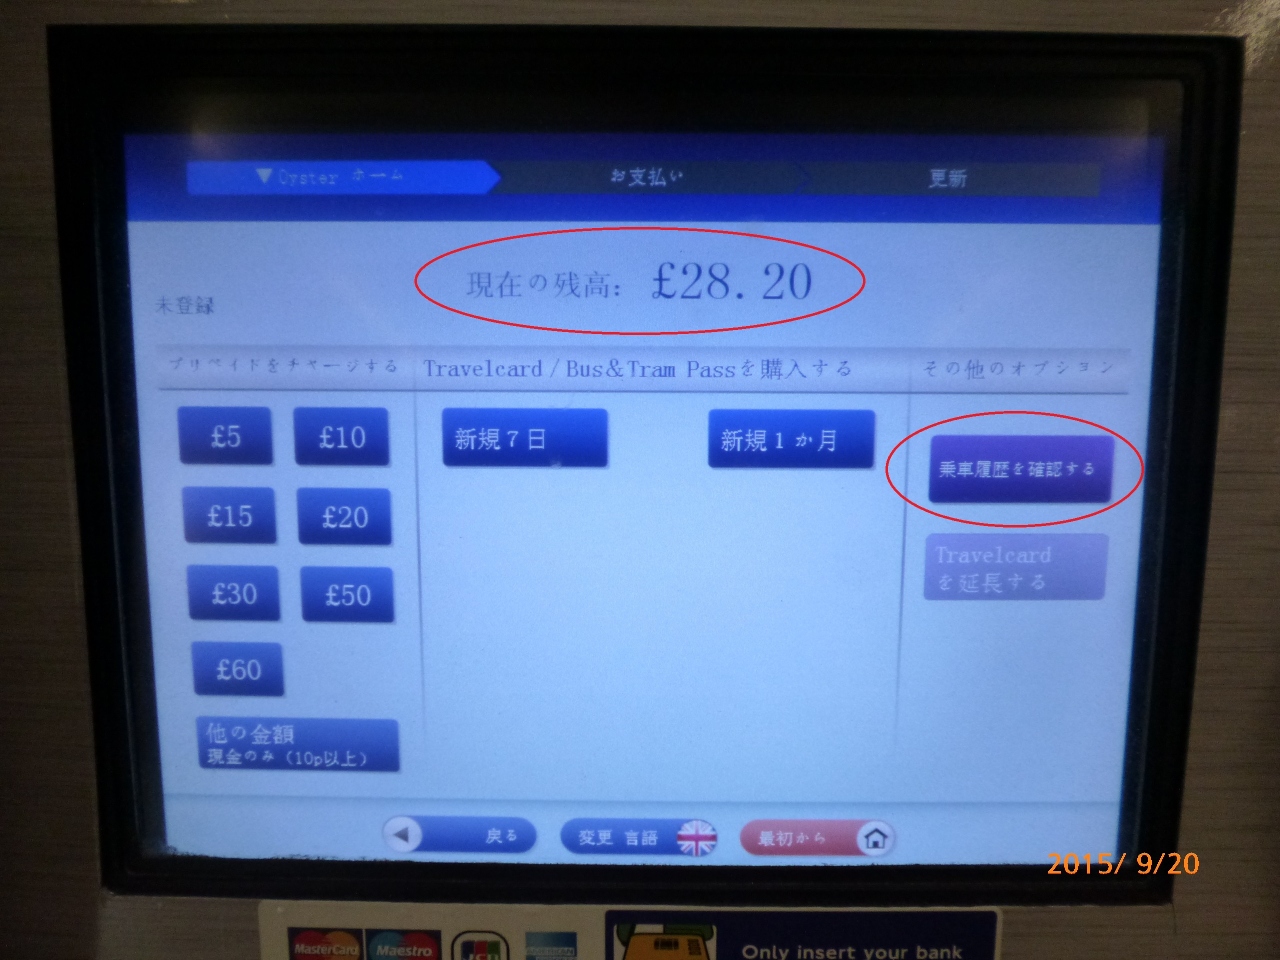 ▼Oyster ホーム
お支払い
更新
現在の残高: £28.20
未登録
プリペイドをチャージする
Travelcard/Bus&Tram Passを購入する
その他のオプション
£5
£10
新規7日
新規1か月
乗車履歴を確認する
£15
£20
Travelcard
を延長する
£30
£50
£60
他の金額
現金のみ (10p以上)
戻る
変更 言語
最初から
2015/ 9/20
MasterCard
Maestro
JCB
Only insert your bank